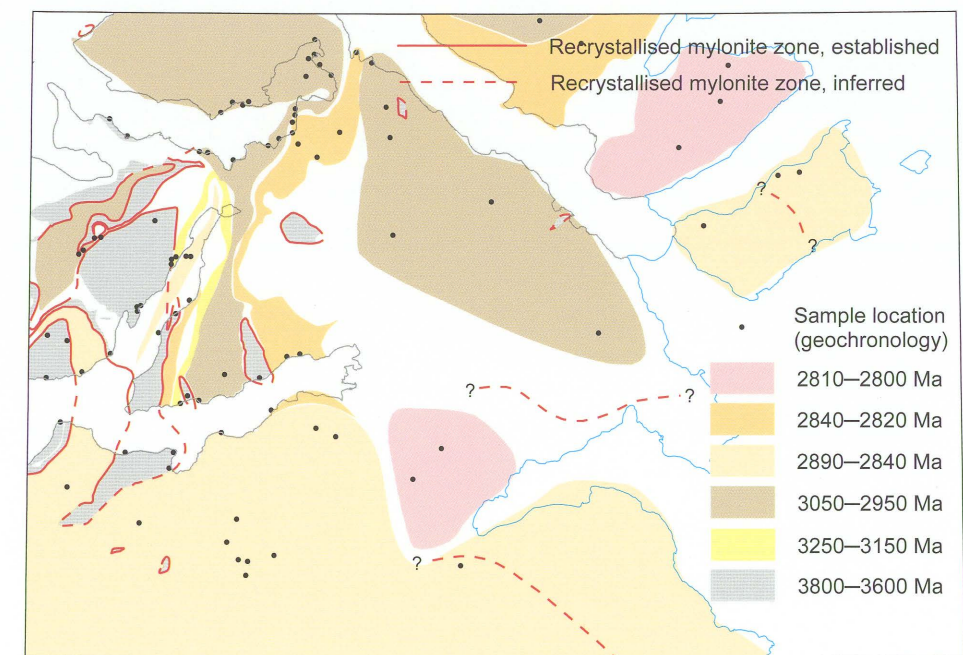 Recrystallised mylonite zone, established
Recrystallised mylonite zone, inferred
?
?
?
?
?
Sample location
(geochronology)
2810—2800 Ma
2840—2820 Ma
2890—2840 Ma
3050—2950 Ma
3250—3150 Ma
3800—3600 Ma